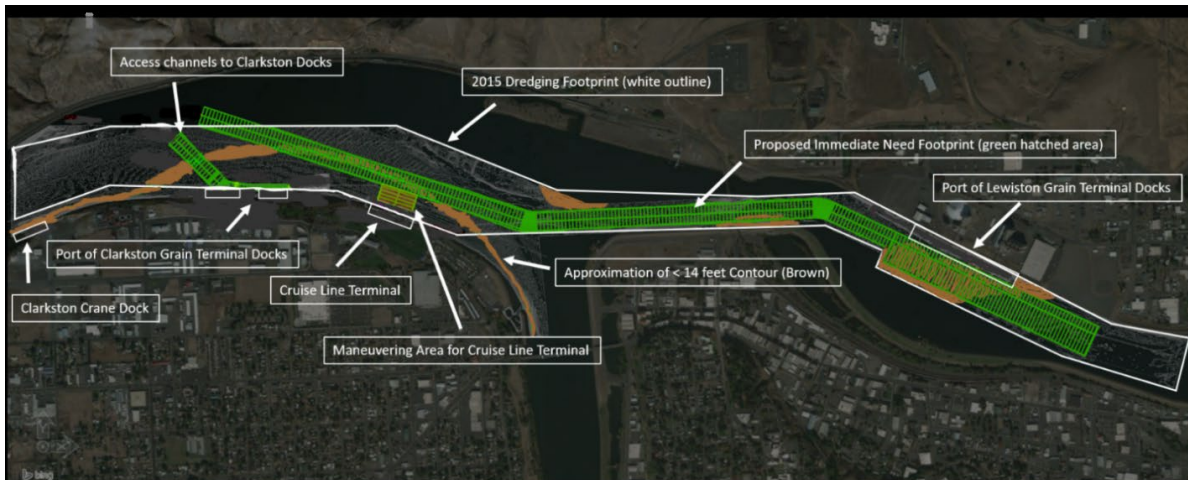 Access channels to Clarkston Docks
2015 Dredging Footprint (white outline)
Proposed Immediate Need Footprint (green hatched area)
Port of Lewiston Grain Terminal Docks
Port of Clarkston Grain Terminal Docks
Approximation of < 14 feet Contour (Brown)
Cruise Line Terminal
Clarkston Crane Dock
Maneuvering Area for Cruise Line Terminal
bing